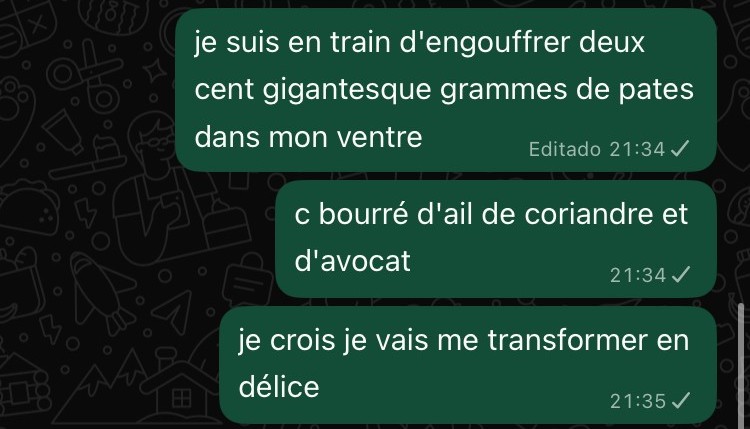 je suis en train d'engouffrer deux
cent gigantesque grammes de pates
dans mon ventre
Editado 21:34
c bourré d'ail de coriandre et
d'avocat
21:34
je crois je vais me transformer en
délice
21:35